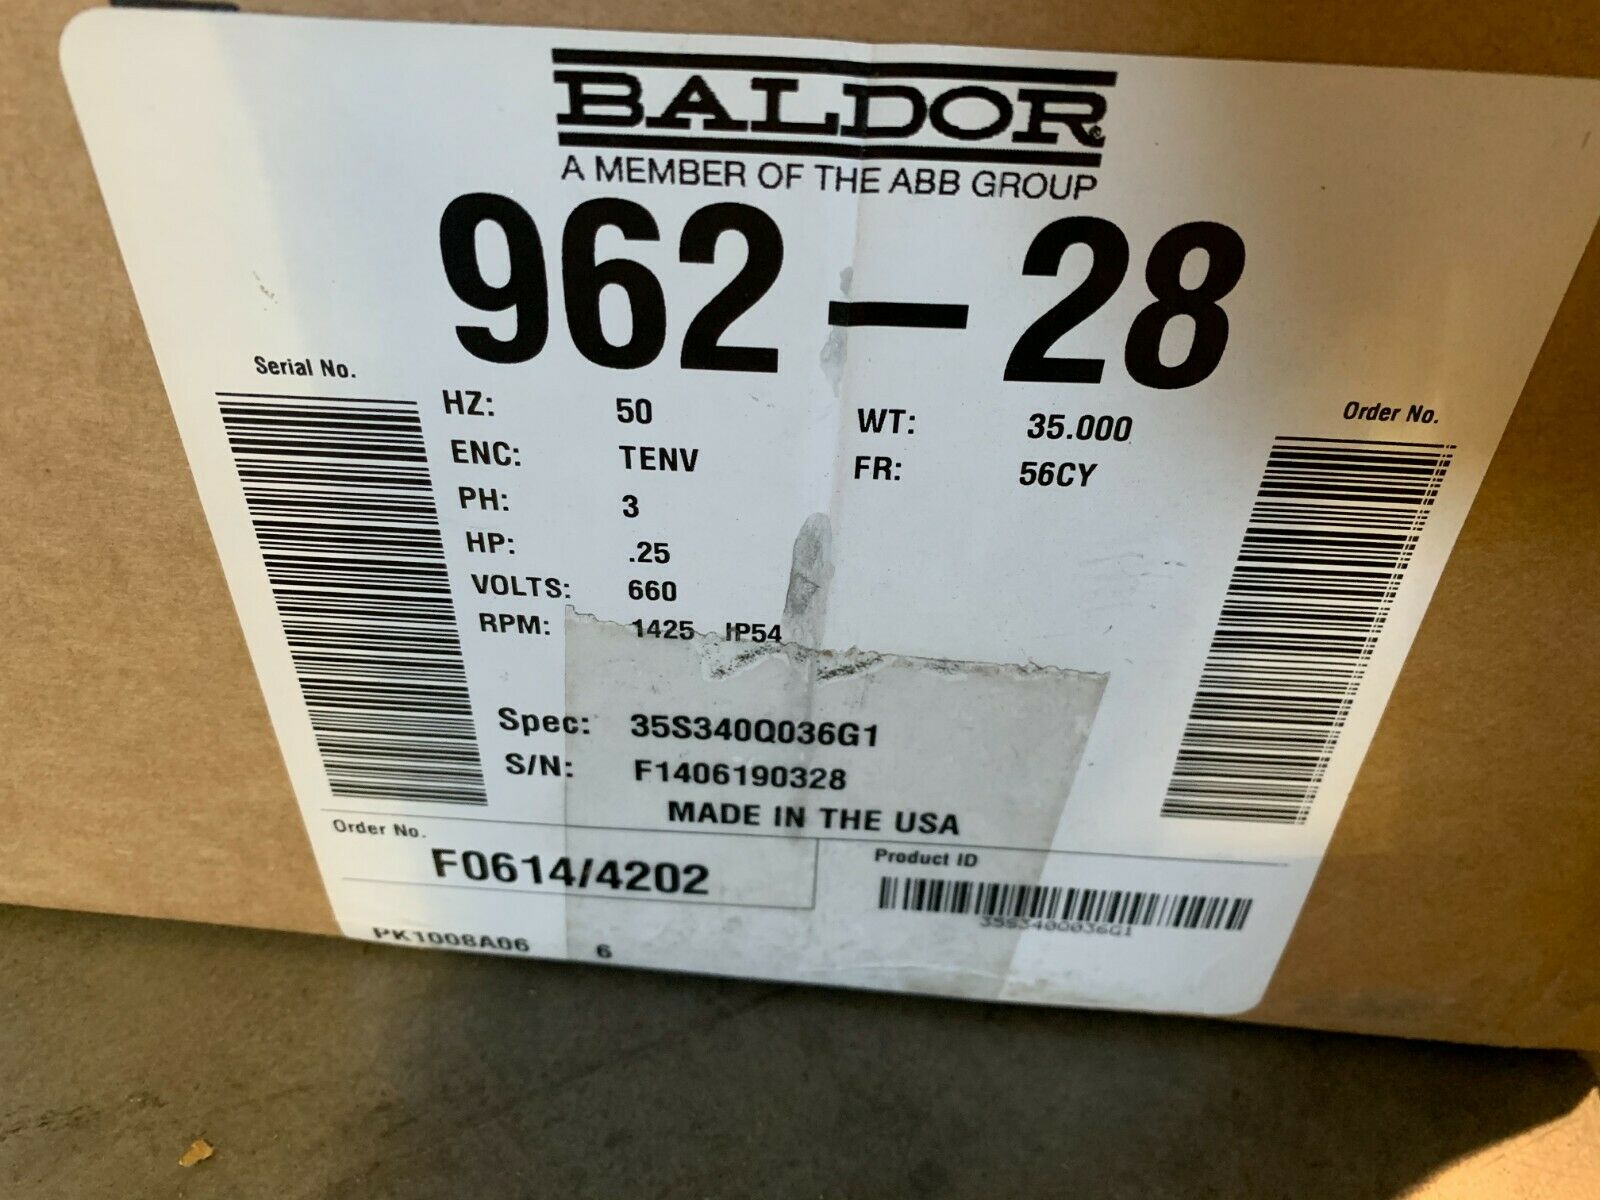 BALDOR®
A MEMBER OF THE ABB GROUP
962-28
Serial No.
Order No.
HZ: 50 WT: 35.000
ENC: TENV FR: 56CY
PH: 3
HP: .25
VOLTS: 660
RPM: 1425 IP54
Spec: 35S340Q036G1
S/N: F1406190328
MADE IN THE USA
Order No.
F0614/4202
Product ID
35S340Q036G1
PK1008A06 6